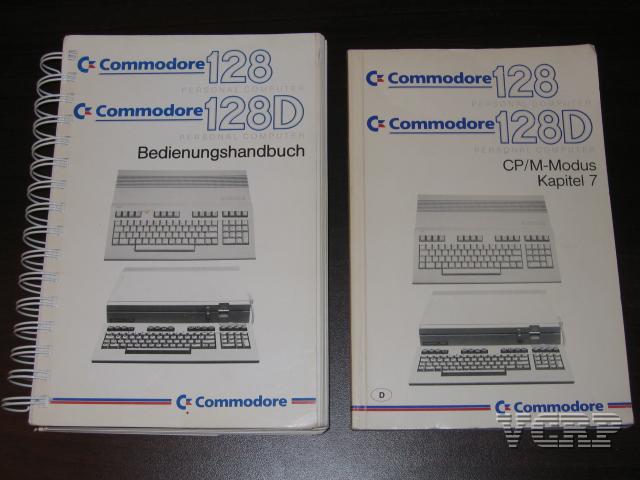 Commodore 128
PERSONAL COMPUTER
Commodore 128D
PERSONAL COMPUTER
Bedienungshandbuch
Commodore
Commodore 128
PERSONAL COMPUTER
Commodore 128D
PERSONAL COMPUTER
CP/M-Modus
Kapitel 7
D
Commodore
VCRP